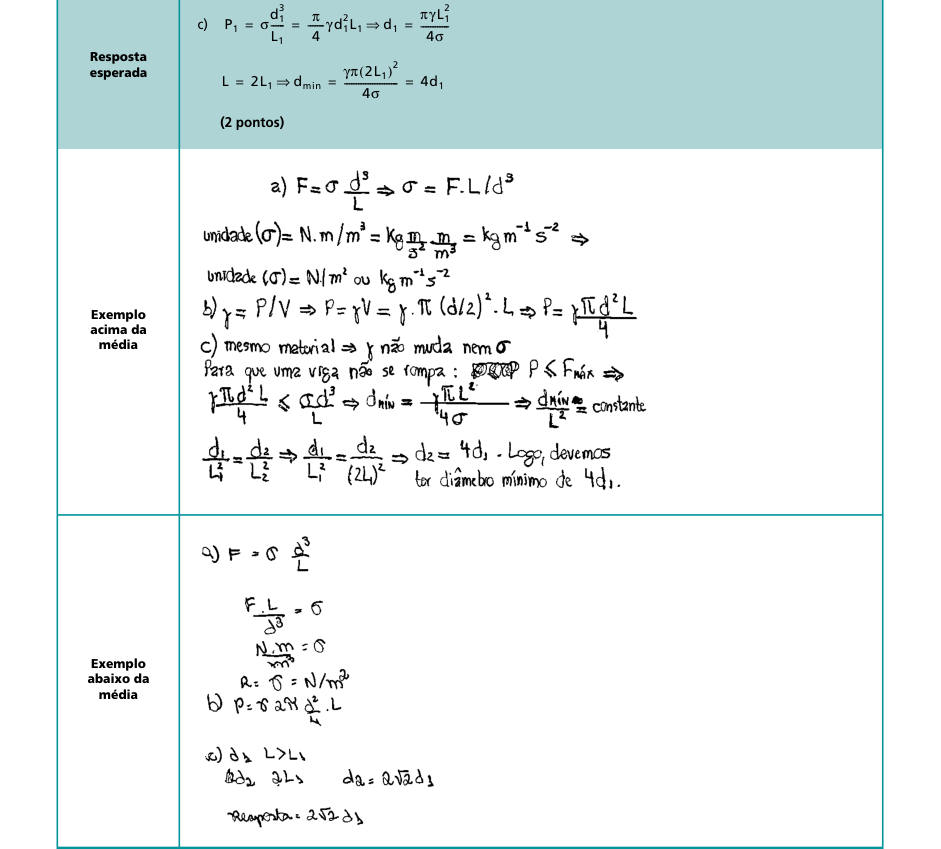 c) P₁ = σ d₁³/L₁ = π/4 γd₁²L₁ ⇒ d₁ = πγL₁²/4σ
Resposta
esperada
L = 2L₁ ⇒ d_min = γπ(2L₁)²/4σ = 4d₁
(2 pontos)
a) F = σ d³/L ⇒ σ = F.L/d³
unidade (σ) = N.m/m³ = Kg m/s² . m/m³ = kg m⁻¹ s⁻² ⇒
unidade (σ) = N/m² ou kg m⁻¹ s⁻²
Exemplo
acima da
média
b) γ = P/V ⇒ P = γV = γ.π (d/2)² . L ⇒ P = γπd²L/4
c) mesmo material ⇒ γ não muda nem σ
Para que uma viga não se rompa : P ≤ Fmáx ⇒
γπd²L/4 ≤ σd³/L ⇒ dmín = γπL²/4σ ⇒ dmín/L² = constante
d₁/L₁² = d₂/L₂² ⇒ d₁/L₁² = d₂/(2L₁)² ⇒ d₂ = 4d₁ . Logo, devemos
ter diâmetro mínimo de 4d₁.
a) F = σ d³/L
F.L/d³ = σ
N.m/m³ = σ
R = σ = N/m²
Exemplo
abaixo da
média
b) P = γ 2π d²/4 . L
c) d₁ L>L₁
d₂ 2L₁ d₂ = 2√2d₁
Resposta = 2√2 d₁